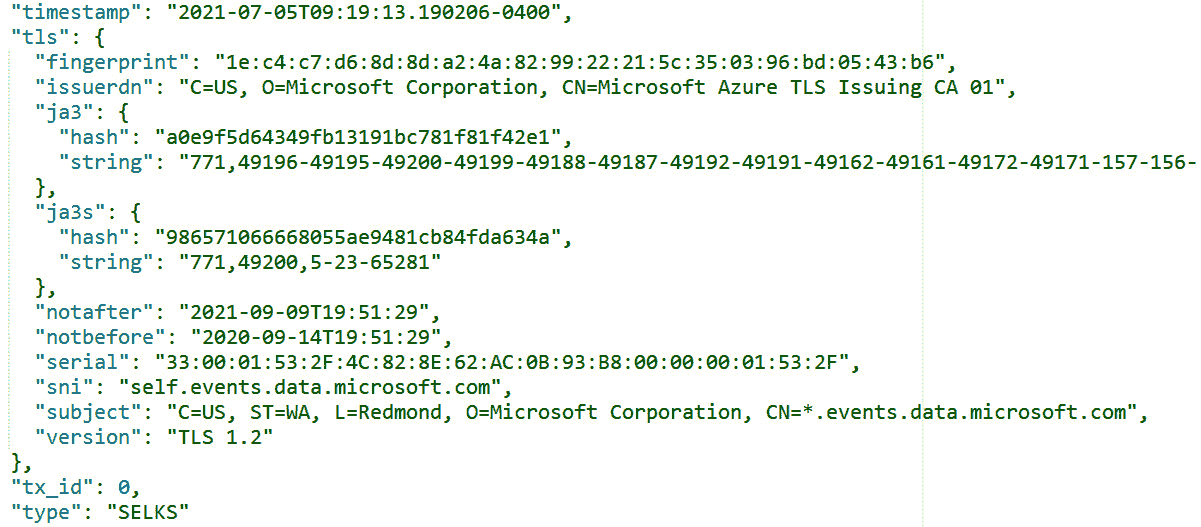 "timestamp": "2021-07-05T09:19:13.190206-0400",
"tls": {
"fingerprint": "1e:c4:c7:d6:8d:8d:a2:4a:82:99:22:21:5c:35:03:96:bd:05:43:b6",
"issuerdn": "C=US, O=Microsoft Corporation, CN=Microsoft Azure TLS Issuing CA 01",
"ja3": {
"hash": "a0e9f5d64349fb13191bc781f81f42e1",
"string": "771,49196-49195-49200-49199-49188-49187-49192-49191-49162-49161-49172-49171-157-156-
},
"ja3s": {
"hash": "986571066668055ae9481cb84fda634a",
"string": "771,49200,5-23-65281"
},
"notafter": "2021-09-09T19:51:29",
"notbefore": "2020-09-14T19:51:29",
"serial": "33:00:01:53:2F:4C:82:8E:62:AC:0B:93:B8:00:00:00:01:53:2F",
"sni": "self.events.data.microsoft.com",
"subject": "C=US, ST=WA, L=Redmond, O=Microsoft Corporation, CN=*.events.data.microsoft.com",
"version": "TLS 1.2"
},
"tx_id": 0,
"type": "SELKS"